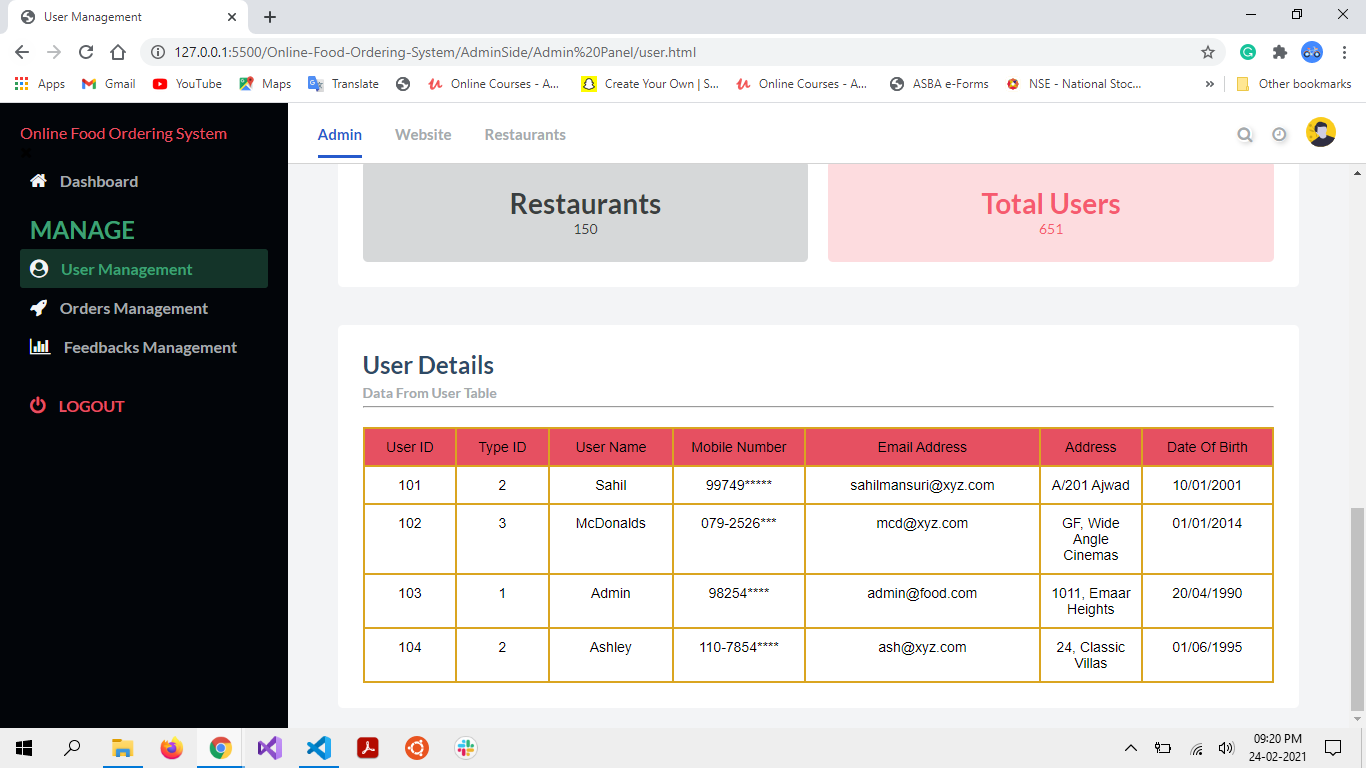 User Management
127.0.0.1:5500/Online-Food-Ordering-System/AdminSide/Admin%20Panel/user.html
Apps Gmail YouTube Maps Translate Online Courses - A... Create Your Own | S... Online Courses - A... ASBA e-Forms NSE - National Stoc... » Other bookmarks
Online Food Ordering System
Dashboard
MANAGE
User Management
Orders Management
Feedbacks Management
LOGOUT
Admin Website Restaurants
Restaurants
150
Total Users
651
User Details
Data From User Table
User ID Type ID User Name Mobile Number Email Address Address Date Of Birth
101 2 Sahil 99749***** sahilmansuri@xyz.com A/201 Ajwad 10/01/2001
102 3 McDonalds 079-2526*** mcd@xyz.com GF, Wide 01/01/2014
Angle
Cinemas
103 1 Admin 98254**** admin@food.com 1011, Emaar 20/04/1990
Heights
104 2 Ashley 110-7854**** ash@xyz.com 24, Classic 01/06/1995
Villas
09:20 PM
24-02-2021